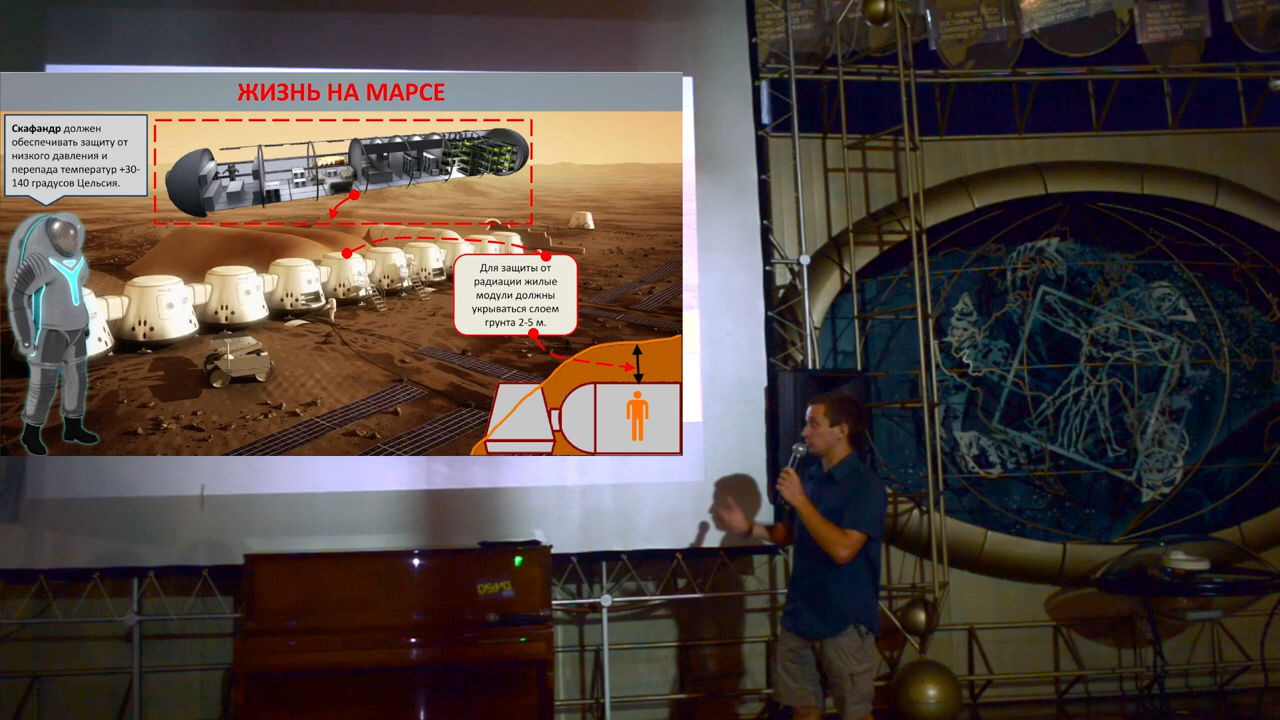 ЖИЗНЬ НА МАРСЕ
Скафандр должен
обеспечивать защиту от
низкого давления и
перепада температур +30-
140 градусов Цельсия.
Для защиты от
радиации жилые
модули должны
укрываться слоем
грунта 2-5 м.